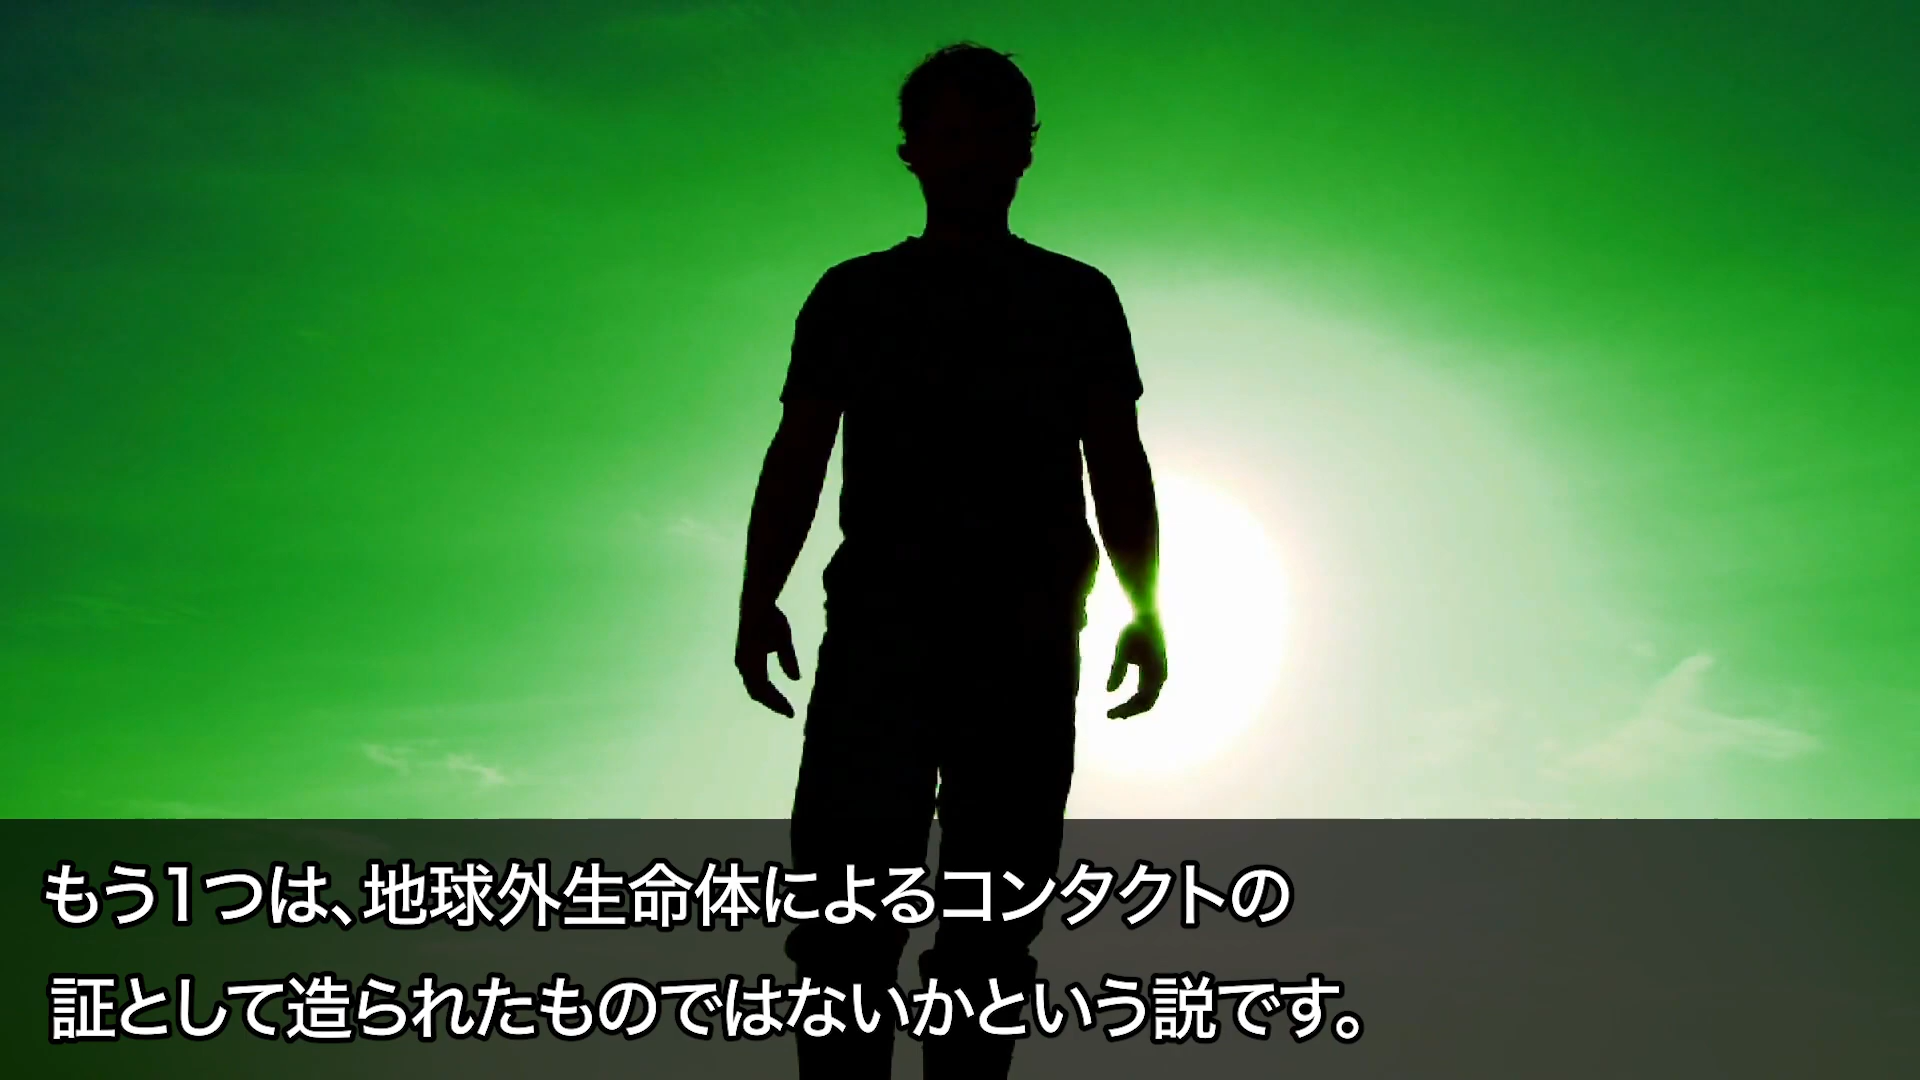 もう1つは、地球外生命体によるコンタクトの
証として造られたものではないかという説です。